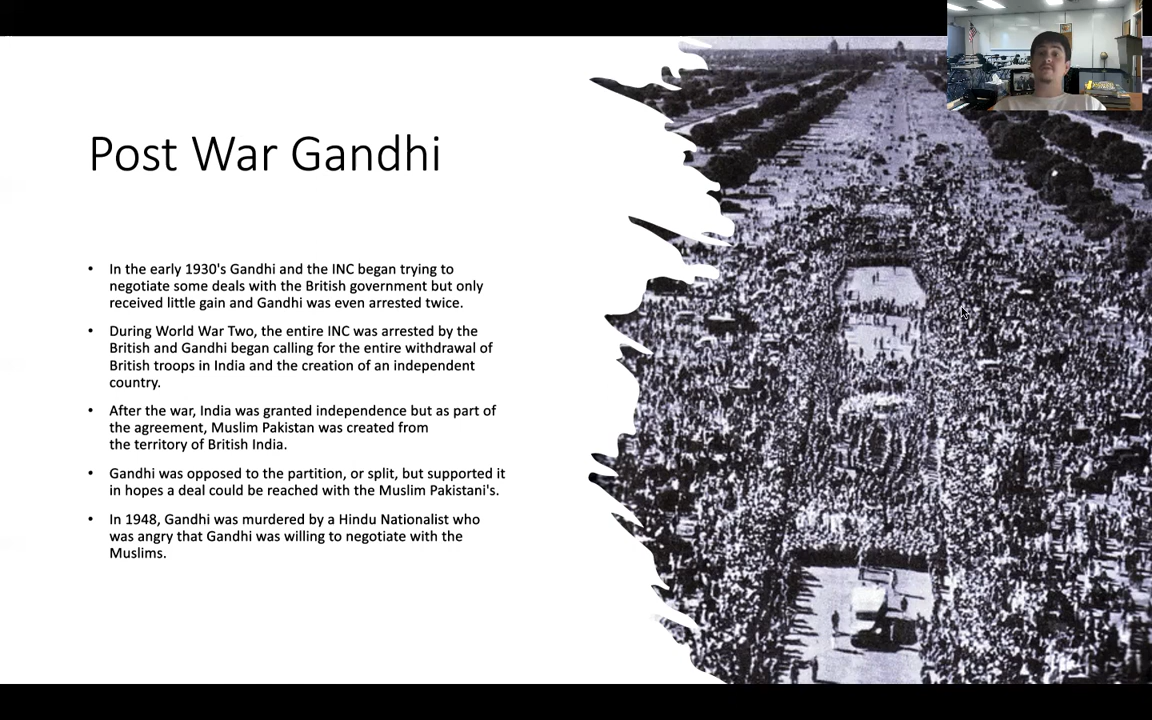 Post War Gandhi
• In the early 1930's Gandhi and the INC began trying to
negotiate some deals with the British government but only
received little gain and Gandhi was even arrested twice.
• During World War Two, the entire INC was arrested by the
British and Gandhi began calling for the entire withdrawal of
British troops in India and the creation of an independent
country.
• After the war, India was granted independence but as part of
the agreement, Muslim Pakistan was created from
the territory of British India.
• Gandhi was opposed to the partition, or split, but supported it
in hopes a deal could be reached with the Muslim Pakistani's.
• In 1948, Gandhi was murdered by a Hindu Nationalist who
was angry that Gandhi was willing to negotiate with the
Muslims.